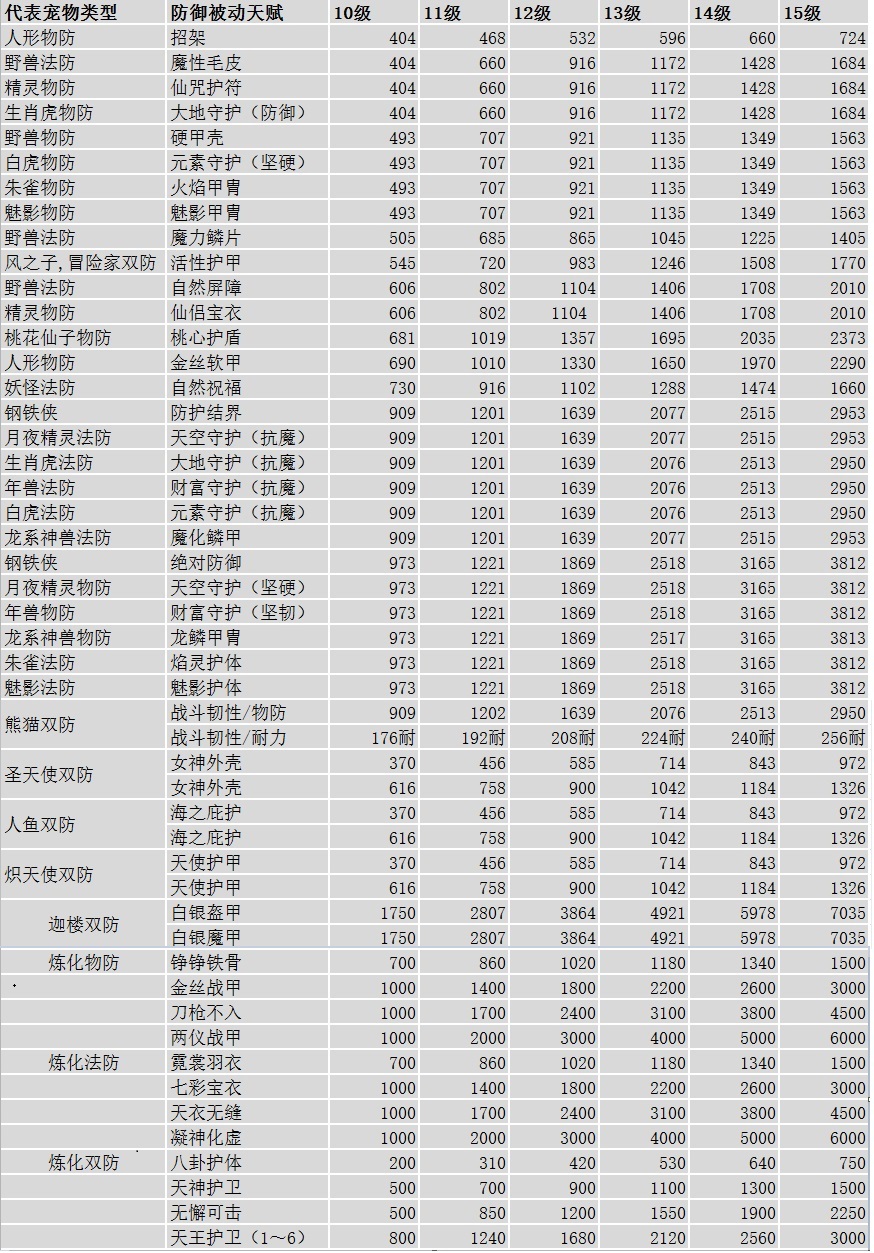 代表宠物类型 防御被动天赋 10级 11级 12级 13级 14级 15级
人形物防 招架 404 468 532 596 660 724
野兽法防 魔性毛皮 404 660 916 1172 1428 1684
精灵物防 仙咒护符 404 660 916 1172 1428 1684
生肖虎物防 大地守护（防御） 404 660 916 1172 1428 1684
野兽物防 硬甲壳 493 707 921 1135 1349 1563
白虎物防 元素守护（坚硬） 493 707 921 1135 1349 1563
朱雀物防 火焰甲胄 493 707 921 1135 1349 1563
魅影物防 魅影甲胄 493 707 921 1135 1349 1563
野兽法防 魔力鳞片 505 685 865 1045 1225 1405
风之子,冒险家双防 活性护甲 545 720 983 1246 1508 1770
野兽法防 自然屏障 606 802 1104 1406 1708 2010
精灵物防 仙侣宝衣 606 802 1104 1406 1708 2010
桃花仙子物防 桃心护盾 681 1019 1357 1695 2035 2373
人形物防 金丝软甲 690 1010 1330 1650 1970 2290
妖怪法防 自然祝福 730 916 1102 1288 1474 1660
钢铁侠 防护结界 909 1201 1639 2077 2515 2953
月夜精灵法防 天空守护（抗魔） 909 1201 1639 2077 2515 2953
生肖虎法防 大地守护（抗魔） 909 1201 1639 2076 2513 2950
年兽法防 财富守护（抗魔） 909 1201 1639 2076 2513 2950
白虎法防 元素守护（抗魔） 909 1201 1639 2076 2513 2950
龙系神兽法防 魔化鳞甲 909 1201 1639 2077 2515 2953
钢铁侠 绝对防御 973 1221 1869 2518 3165 3812
月夜精灵物防 天空守护（坚硬） 973 1221 1869 2518 3165 3812
年兽物防 财富守护（坚韧） 973 1221 1869 2518 3165 3812
龙系神兽物防 龙鳞甲胄 973 1221 1869 2517 3165 3813
朱雀法防 焰灵护体 973 1221 1869 2518 3165 3812
魅影法防 魅影护体 973 1221 1869 2518 3165 3812
熊猫双防 战斗韧性/物防 909 1202 1639 2076 2513 2950
战斗韧性/耐力 176耐 192耐 208耐 224耐 240耐 256耐
圣天使双防 女神外壳 370 456 585 714 843 972
女神外壳 616 758 900 1042 1184 1326
人鱼双防 海之庇护 370 456 585 714 843 972
海之庇护 616 758 900 1042 1184 1326
炽天使双防 天使护甲 370 456 585 714 843 972
天使护甲 616 758 900 1042 1184 1326
迦楼双防 白银盔甲 1750 2807 3864 4921 5978 7035
白银魔甲 1750 2807 3864 4921 5978 7035
炼化物防 铮铮铁骨 700 860 1020 1180 1340 1500
金丝战甲 1000 1400 1800 2200 2600 3000
刀枪不入 1000 1700 2400 3100 3800 4500
两仪战甲 1000 2000 3000 4000 5000 6000
炼化法防 霓裳羽衣 700 860 1020 1180 1340 1500
七彩宝衣 1000 1400 1800 2200 2600 3000
天衣无缝 1000 1700 2400 3100 3800 4500
凝神化虚 1000 2000 3000 4000 5000 6000
炼化双防 八卦护体 200 310 420 530 640 750
天神护卫 500 700 900 1100 1300 1500
无懈可击 500 850 1200 1550 1900 2250
天王护卫（1～6） 800 1240 1680 2120 2560 3000